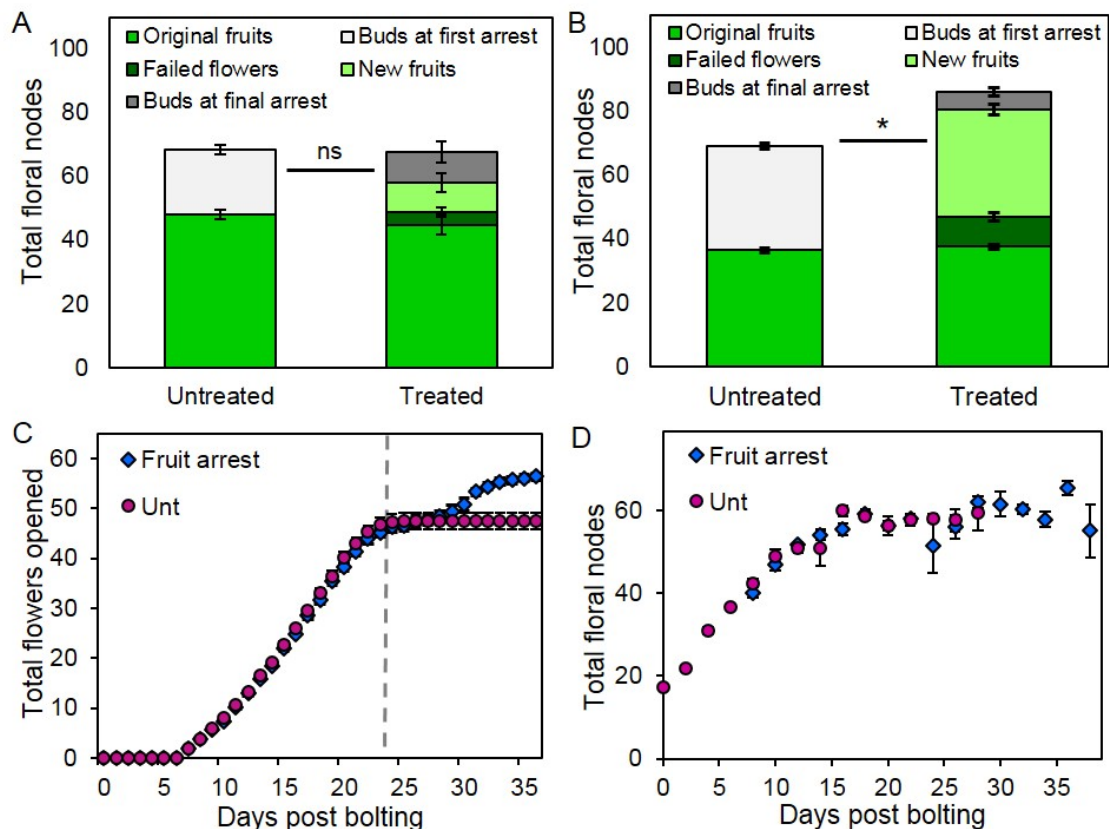 A
Total floral nodes
100
80
60
40
20
0
Original fruits
Buds at first arrest
Failed flowers
New fruits
Buds at final arrest
ns
Untreated
Treated
B
Total floral nodes
100
80
60
40
20
0
Original fruits
Buds at first arrest
Failed flowers
New fruits
Buds at final arrest
*
Untreated
Treated
C
Total flowers opened
60
50
40
30
20
10
0
Fruit arrest
Unt
0 5 10 15 20 25 30 35
Days post bolting
D
Total floral nodes
60
40
20
0
Fruit arrest
Unt
0 5 10 15 20 25 30 35
Days post bolting